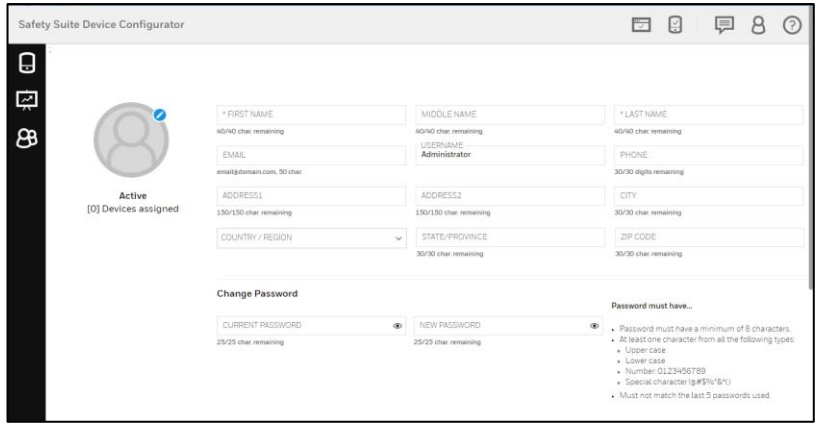 Safety Suite Device Configurator
* FIRST NAME
MIDDLE NAME
* LAST NAME
40/40 char. remaining
40/40 char. remaining
40/40 char. remaining
EMAIL
USERNAME
Administrator
PHONE
email@domain.com, 50 char.
30/30 digits remaining
Active
[0] Devices assigned
ADDRESS1
ADDRESS2
CITY
150/150 char. remaining
150/150 char. remaining
30/30 char. remaining
COUNTRY / REGION
STATE/PROVINCE
ZIP CODE
30/30 char. remaining
30/30 char. remaining
Change Password
CURRENT PASSWORD
NEW PASSWORD
25/25 char. remaining
25/25 char. remaining
Password must have...
• Password must have a minimum of 8 characters.
• At least one character from all the following types:
• Upper case
• Lower case
• Number: 0123456789
• Special character !@#$%^&*()
• Must not match the last 5 passwords used.